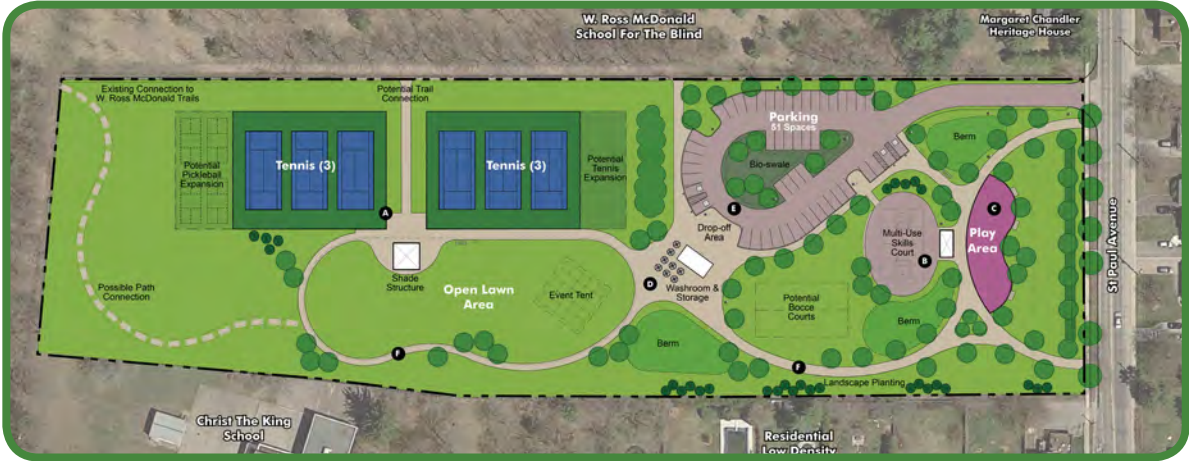 W. Ross McDonald
School For The Blind
Margaret Chandler
Heritage House
Existing Connection to
W. Ross McDonald Trails
Potential Trail
Connection
Parking
51 Spaces
Berm
Bio-swale
Tennis (3)
Tennis (3)
Potential
Pickleball
Expansion
Potential
Tennis
Expansion
A
E
C
Drop-off
Area
Multi-Use
Skills
Court
B
Play
Area
St Paul Avenue
Shade
Structure
Possible Path
Connection
Open Lawn
Area
Event Tent
D
Washroom &
Storage
Potential
Bocce
Courts
Berm
Berm
F
F
Landscape Planting
Christ The King
School
Residential
Low Density